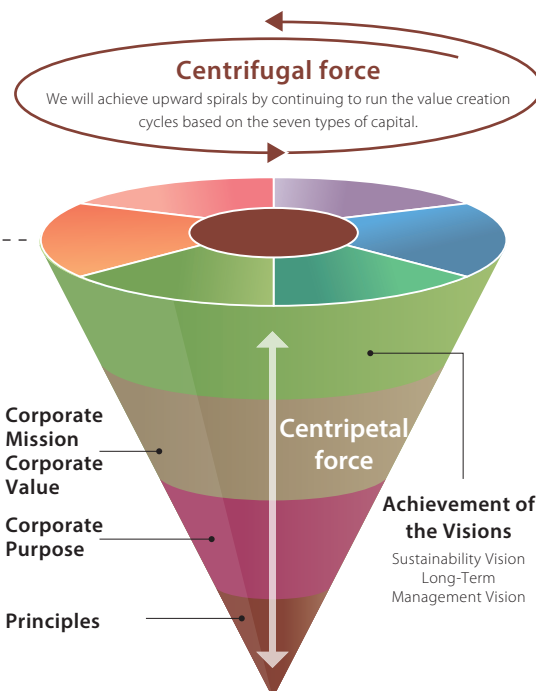 Centrifugal force
We will achieve upward spirals by continuing to run the value creation
cycles based on the seven types of capital.
Centripetal
force
Corporate
Mission
Corporate
Value
Corporate
Purpose
Principles
Achievement of
the Visions
Sustainability Vision
Long-Term
Management Vision